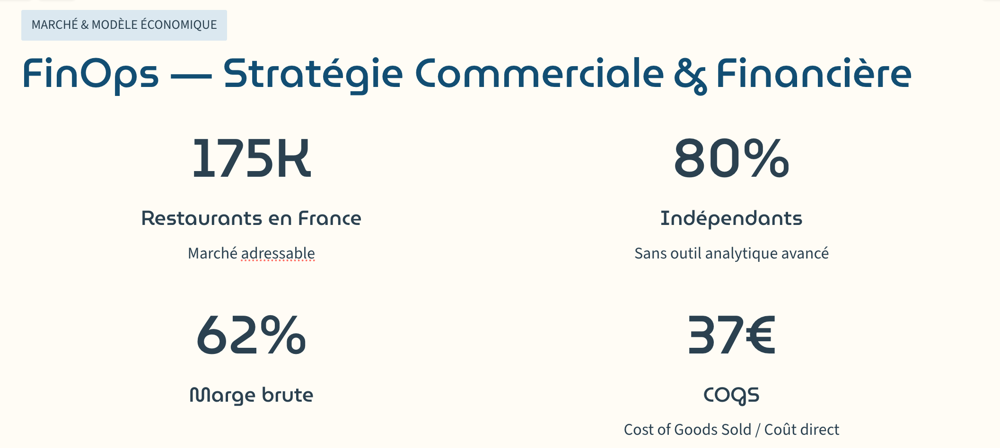 MARCHÉ & MODÈLE ÉCONOMIQUE
FinOps — Stratégie Commerciale & Financière
175K
80%
Restaurants en France
Indépendants
Marché adressable
Sans outil analytique avancé
62%
37€
Marge brute
COGS
Cost of Goods Sold / Coût direct